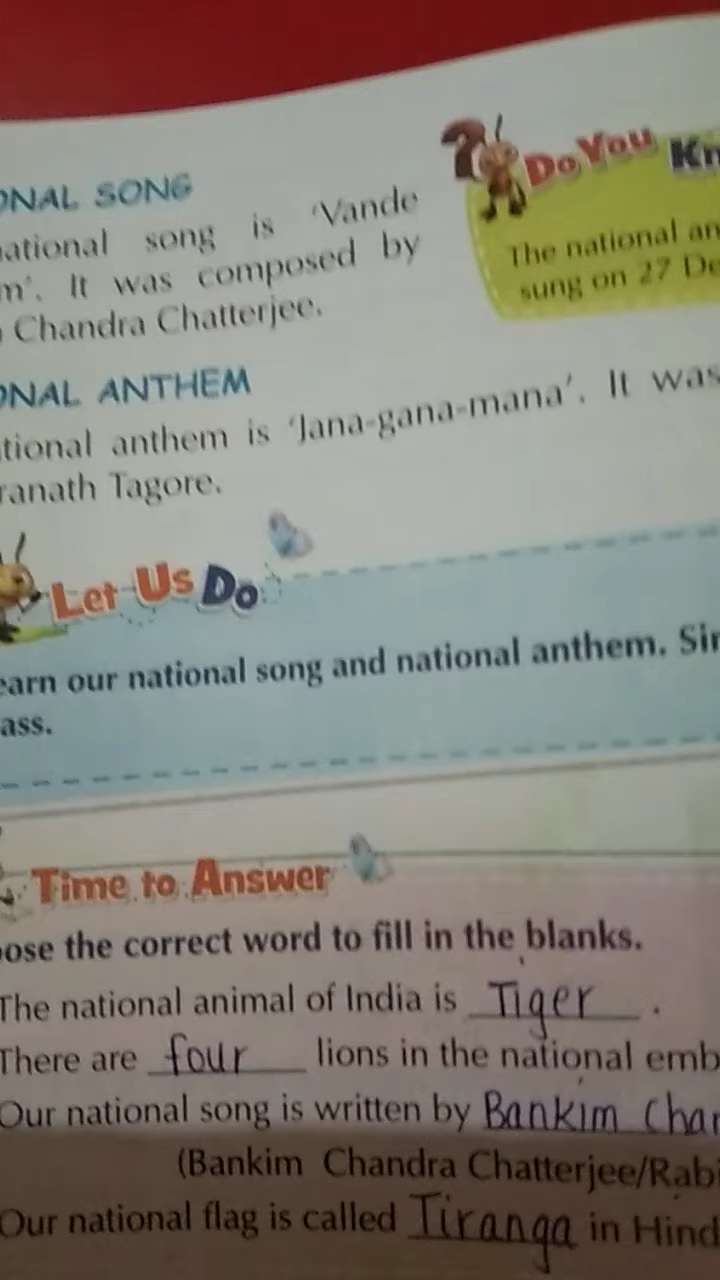 ONAL SONG
ational song is ‘Vande
m’. It was composed by
Chandra Chatterjee.
Do You Kn
The national an
sung on 27 De
ONAL ANTHEM
tional anthem is ‘Jana-gana-mana’. It was
ranath Tagore.
Let Us Do
earn our national song and national anthem. Sin
ass.
Time to Answer
ose the correct word to fill in the blanks.
The national animal of India is Tiger .
There are four lions in the national emb
Our national song is written by Bankim Char
(Bankim Chandra Chatterjee/Rabi
Our national flag is called Tiranga in Hind